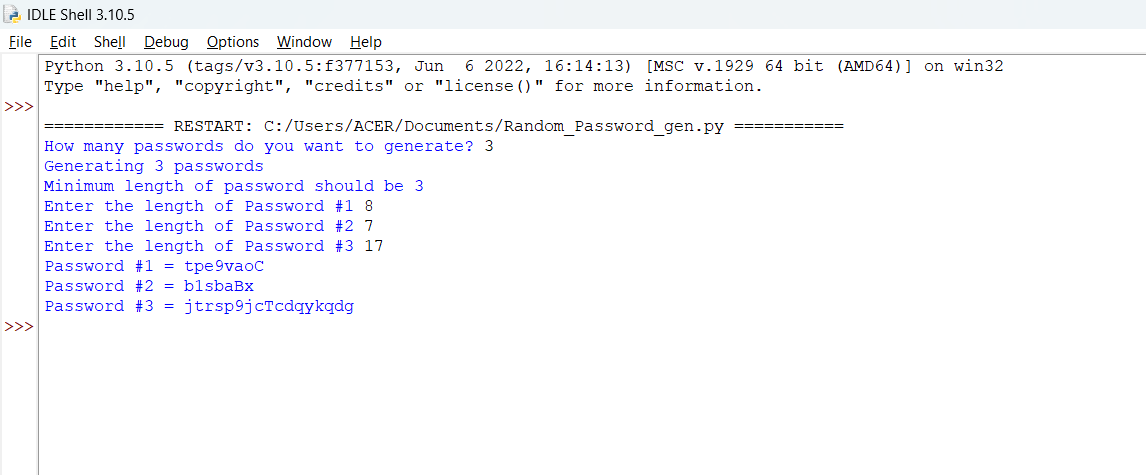 IDLE Shell 3.10.5
File Edit Shell Debug Options Window Help
Python 3.10.5 (tags/v3.10.5:f377153, Jun  6 2022, 16:14:13) [MSC v.1929 64 bit (AMD64)] on win32
Type "help", "copyright", "credits" or "license()" for more information.
>>>
============ RESTART: C:/Users/ACER/Documents/Random_Password_gen.py ===========
How many passwords do you want to generate? 3
Generating 3 passwords
Minimum length of password should be 3
Enter the length of Password #1 8
Enter the length of Password #2 7
Enter the length of Password #3 17
Password #1 = tpe9vaoC
Password #2 = b1sbaBx
Password #3 = jtrsp9jcTcdqykqdg
>>>